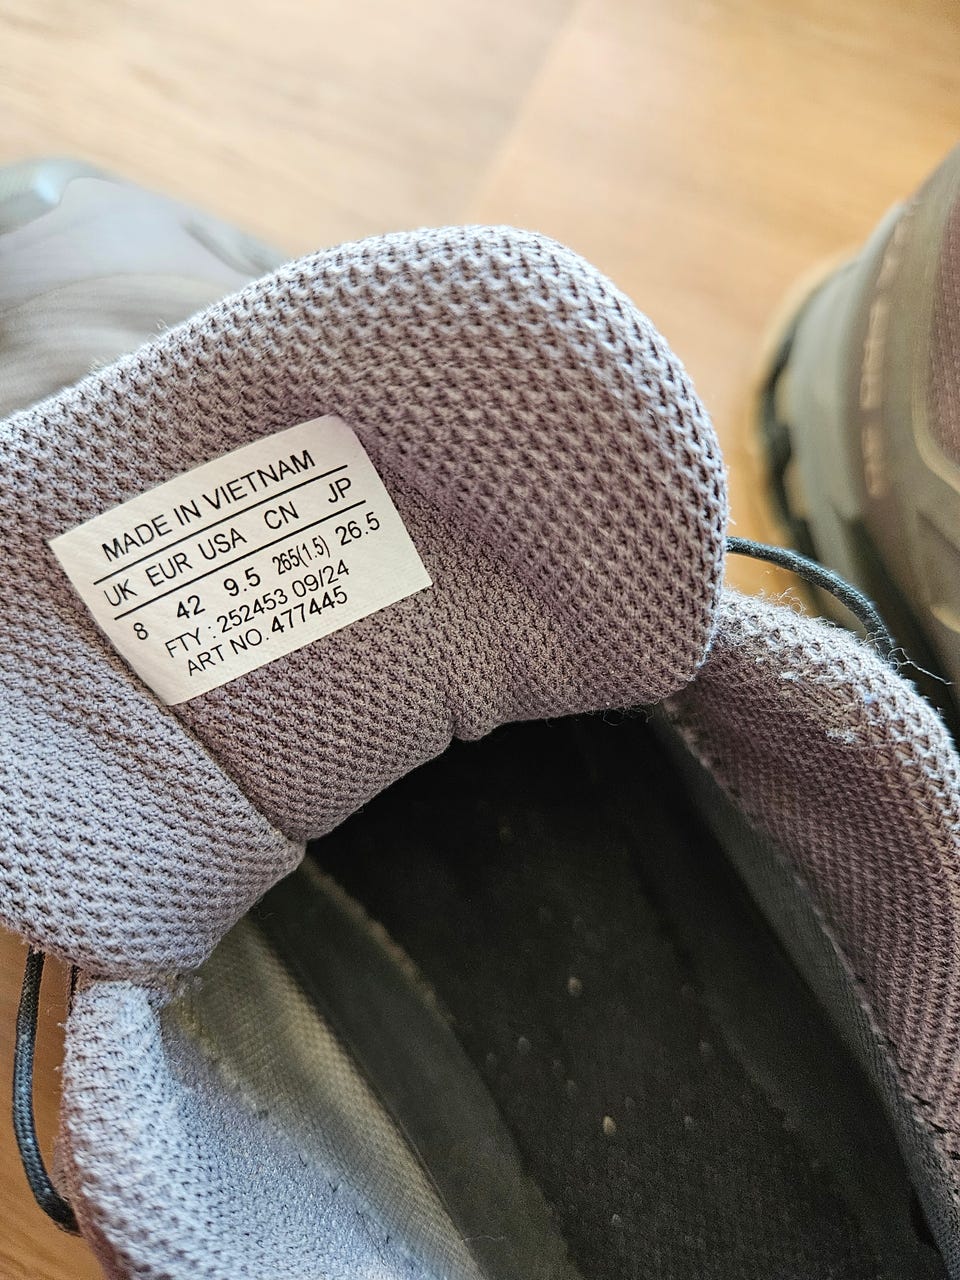 MADE IN VIETNAM
UK EUR USA CN JP
8 42 9.5 265(1.5) 26.5
FTY : 252453 09/24
ART NO. 477445